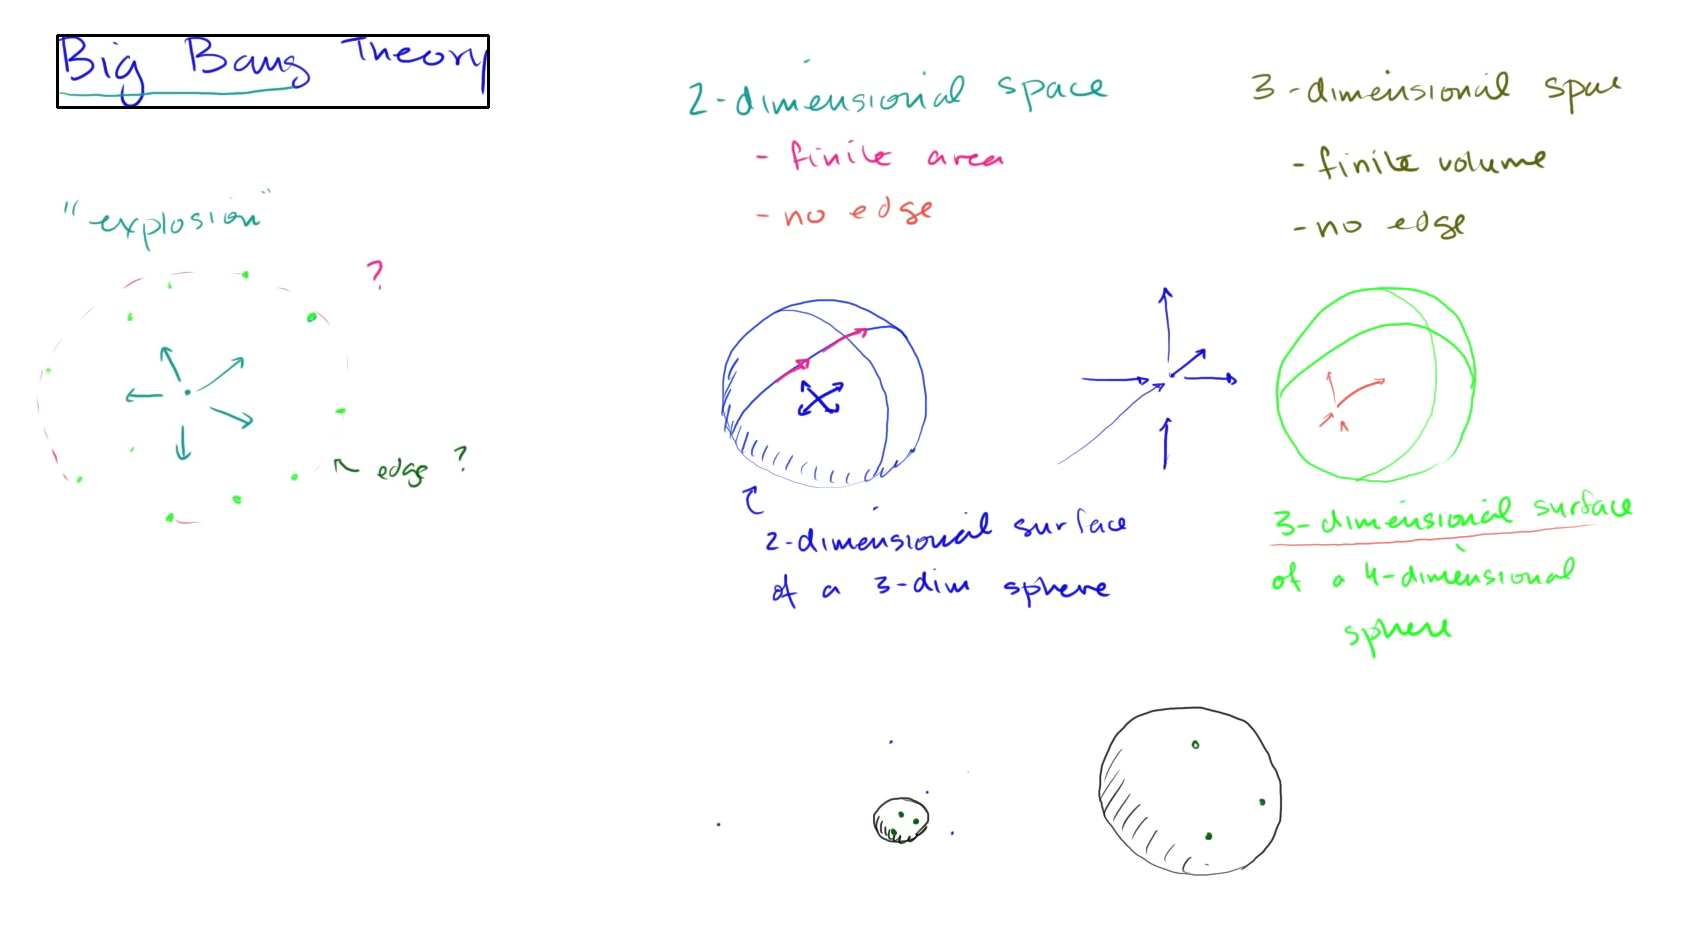 Big Bang Theory
"explosion"
?
edge ?
2-dimensional space
- finite area
- no edge
2-dimensional surface
of a 3-dim sphere
3-dimensional space
- finite volume
- no edge
3-dimensional surface
of a 4-dimensional
sphere